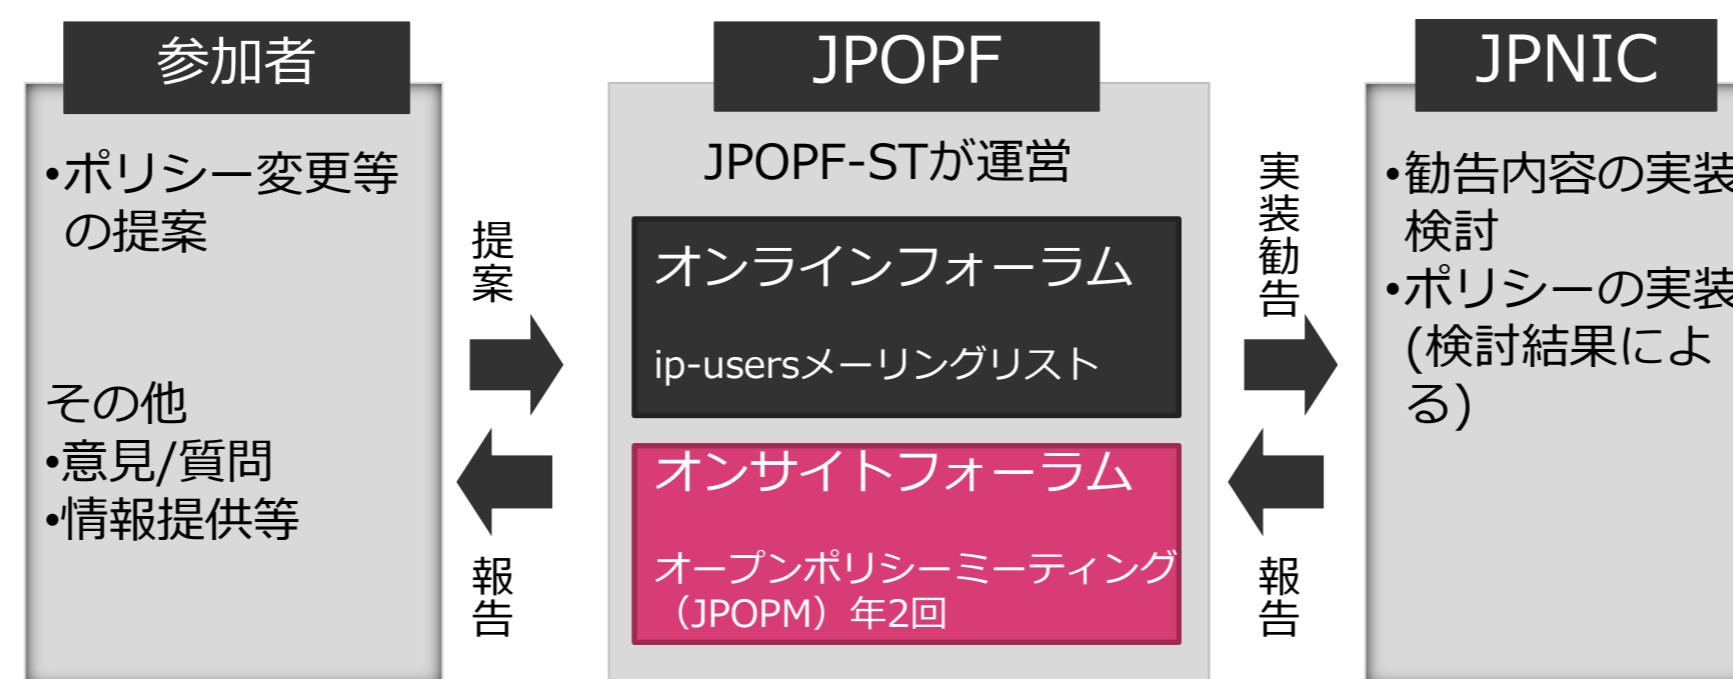 参加者
•ポリシー変更等
の提案
その他
•意見/質問
•情報提供等
提案
報告
JPOPF
JPOPF-STが運営
オンラインフォーラム
ip-usersメーリングリスト
オンサイトフォーラム
オープンポリシーミーティング
（JPOPM）年2回
実装勧告
報告
JPNIC
•勧告内容の実装
検討
•ポリシーの実装
(検討結果によ
る)